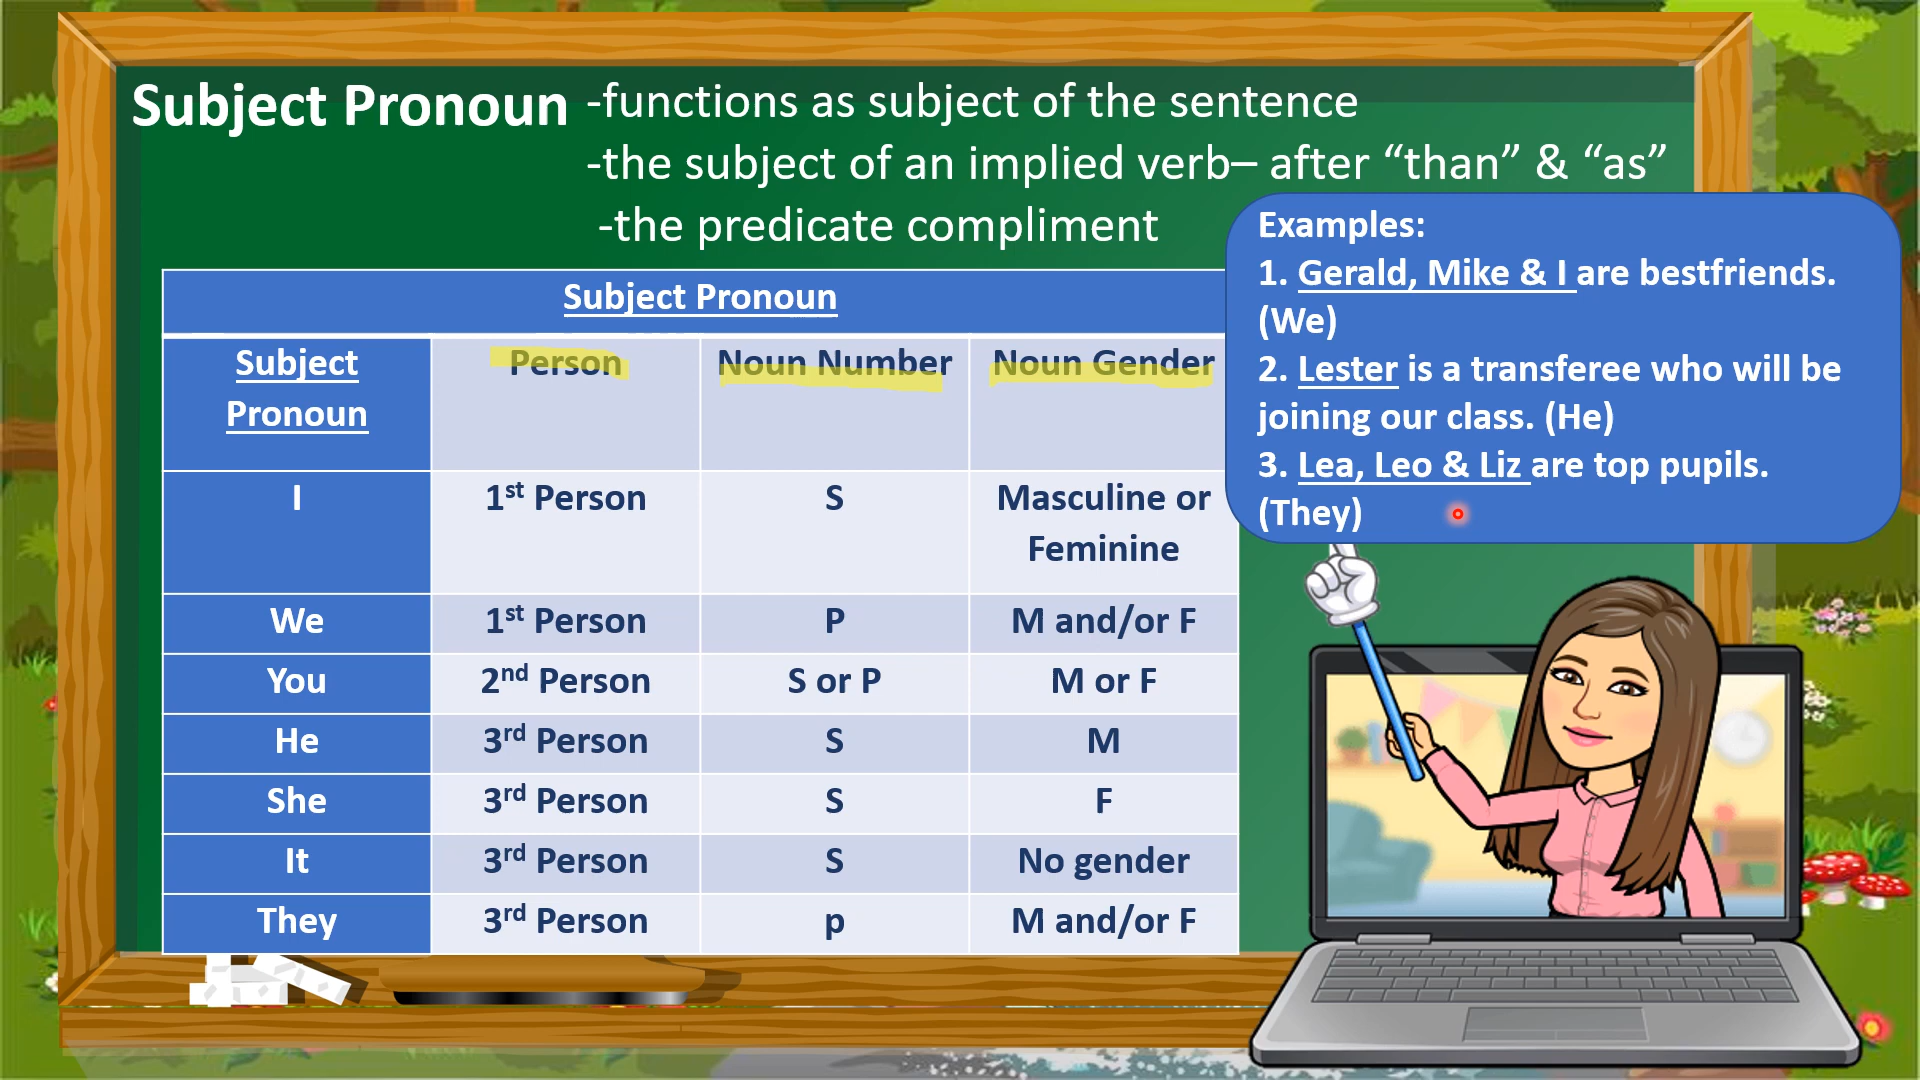 Subject Pronoun -functions as subject of the sentence
-the subject of an implied verb– after “than” & “as”
-the predicate compliment
Subject Pronoun
Subject Pronoun Person Noun Number Noun Gender
I 1st Person S Masculine or Feminine
We 1st Person P M and/or F
You 2nd Person S or P M or F
He 3rd Person S M
She 3rd Person S F
It 3rd Person S No gender
They 3rd Person p M and/or F
Examples:
1. Gerald, Mike & I are bestfriends.
(We)
2. Lester is a transferee who will be
joining our class. (He)
3. Lea, Leo & Liz are top pupils.
(They)